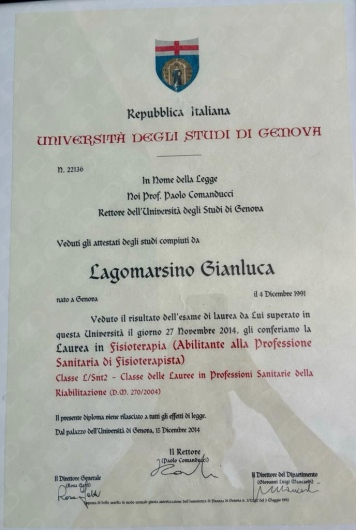 Repubblica Italiana
UNIVERSITÀ DEGLI STUDI DI GENOVA
N. 22136
In Nome della Legge
Noi Prof. Paolo Comanducci
Rettore dell'Università degli Studi di Genova
Veduti gli attestati degli studi compiuti da
Lagomarsino Gianluca
nato a Genova il 4 Dicembre 1991
Veduto il risultato dell'esame di laurea da Lui superato in
questa Università il giorno 27 Novembre 2014, gli conferiamo la
Laurea in Fisioterapia (Abilitante alla Professione
Sanitaria di Fisioterapista)
Classe L/Snt2 - Classe delle Lauree in Professioni Sanitarie della
Riabilitazione (D.M. 270/2004)
Il presente diploma viene rilasciato a tutti gli effetti di legge.
Dal palazzo dell'Università di Genova, 15 Dicembre 2014
Il Rettore
(Paolo Comanducci)
Il Direttore Generale
Il Direttore del Dipartimento